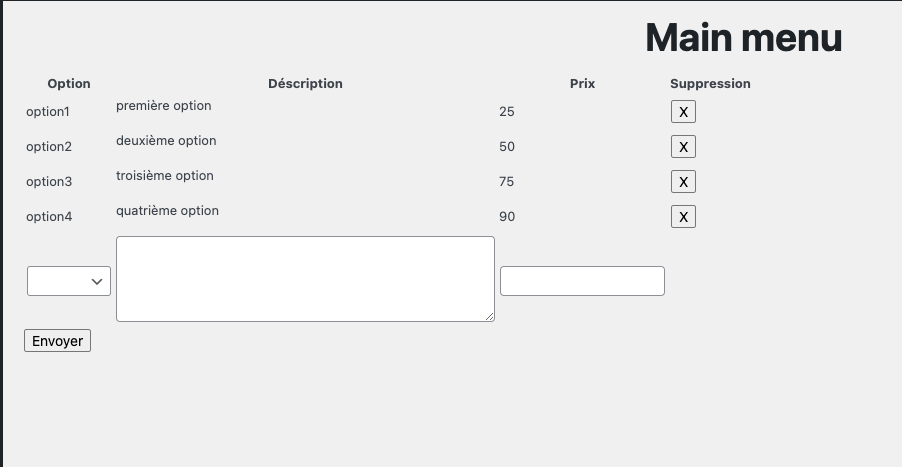 Main menu
Option Déscription Prix Suppression
option1 première option 25 X
option2 deuxième option 50 X
option3 troisième option 75 X
option4 quatrième option 90 X
Envoyer